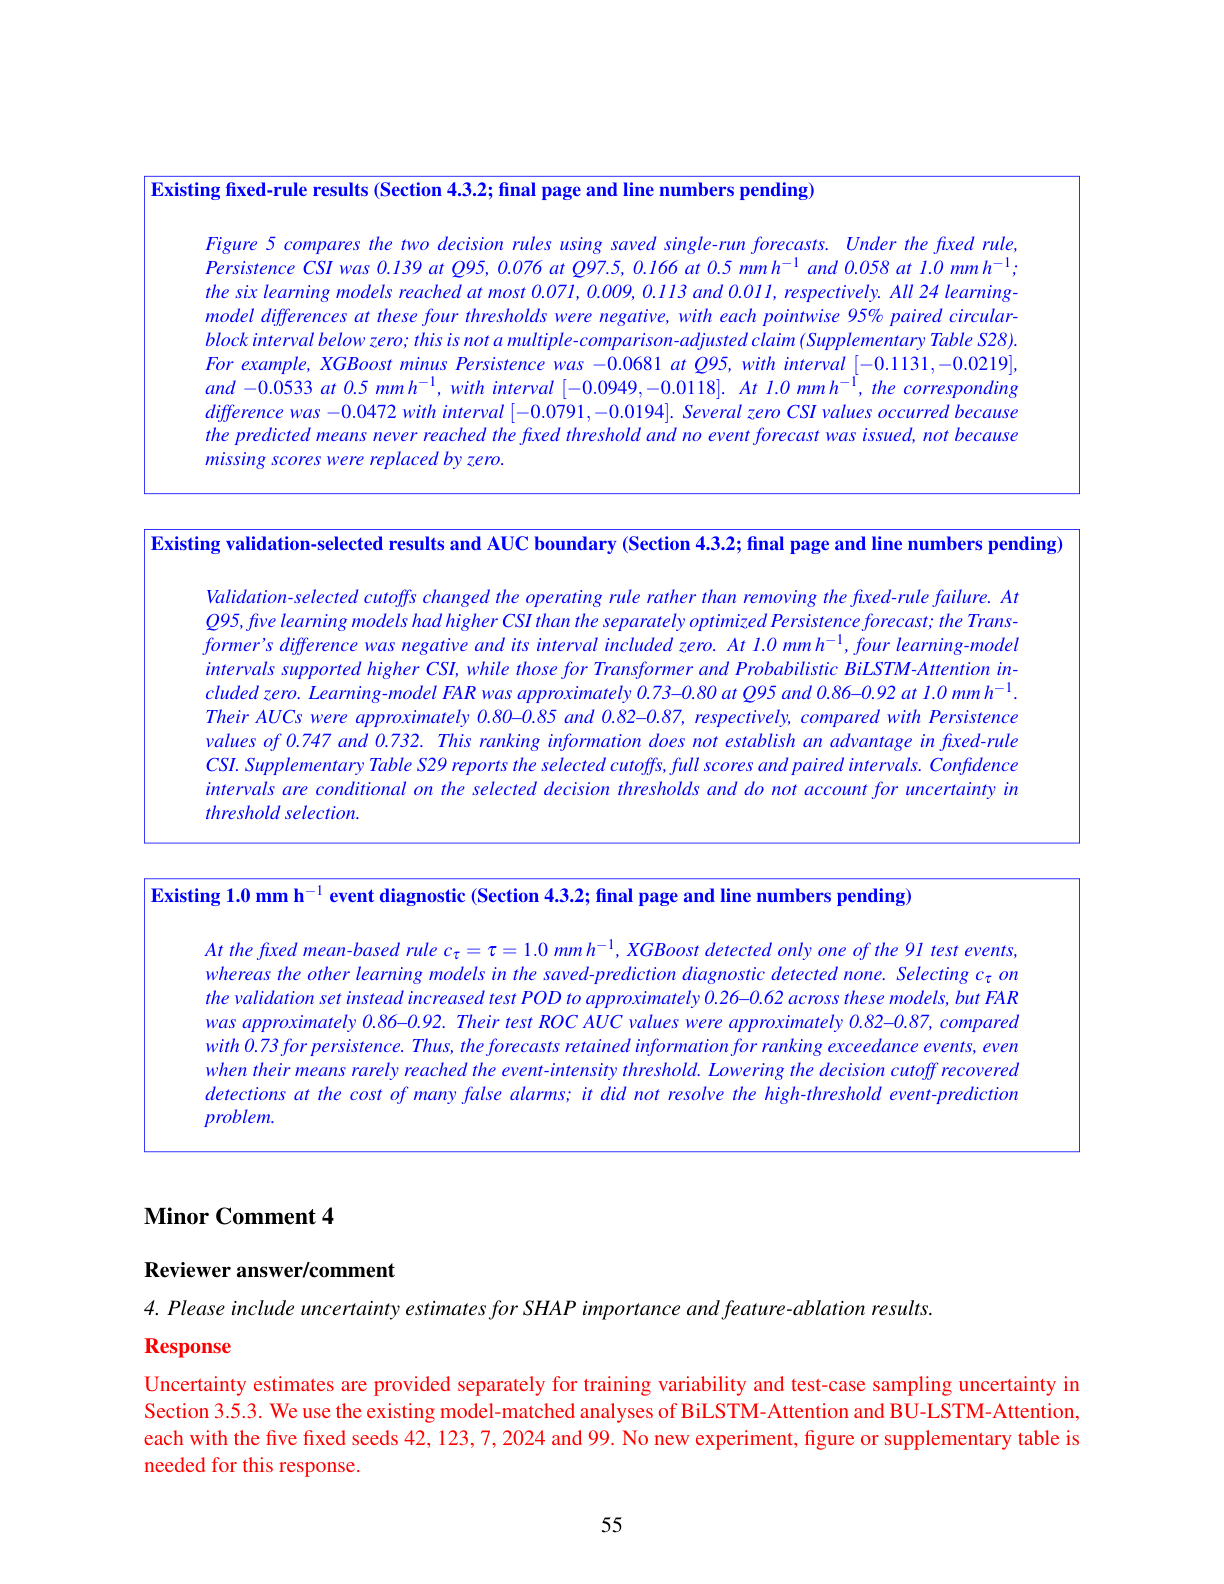 Existing fixed-rule results (Section 4.3.2; final page and line numbers pending)
Figure 5 compares the two decision rules using saved single-run forecasts. Under the fixed rule,
Persistence CSI was 0.139 at Q95, 0.076 at Q97.5, 0.166 at 0.5 mm h⁻¹ and 0.058 at 1.0 mm h⁻¹;
the six learning models reached at most 0.071, 0.009, 0.113 and 0.011, respectively. All 24 learning-
model differences at these four thresholds were negative, with each pointwise 95% paired circular-
block interval below zero; this is not a multiple-comparison-adjusted claim (Supplementary Table S28).
For example, XGBoost minus Persistence was −0.0681 at Q95, with interval [−0.1131, −0.0219],
and −0.0533 at 0.5 mm h⁻¹, with interval [−0.0949, −0.0118]. At 1.0 mm h⁻¹, the corresponding
difference was −0.0472 with interval [−0.0791, −0.0194]. Several zero CSI values occurred because
the predicted means never reached the fixed threshold and no event forecast was issued, not because
missing scores were replaced by zero.
Existing validation-selected results and AUC boundary (Section 4.3.2; final page and line numbers pending)
Validation-selected cutoffs changed the operating rule rather than removing the fixed-rule failure. At
Q95, five learning models had higher CSI than the separately optimized Persistence forecast; the Trans-
former's difference was negative and its interval included zero. At 1.0 mm h⁻¹, four learning-model
intervals supported higher CSI, while those for Transformer and Probabilistic BiLSTM-Attention in-
cluded zero. Learning-model FAR was approximately 0.73–0.80 at Q95 and 0.86–0.92 at 1.0 mm h⁻¹.
Their AUCs were approximately 0.80–0.85 and 0.82–0.87, respectively, compared with Persistence
values of 0.747 and 0.732. This ranking information does not establish an advantage in fixed-rule
CSI. Supplementary Table S29 reports the selected cutoffs, full scores and paired intervals. Confidence
intervals are conditional on the selected decision thresholds and do not account for uncertainty in
threshold selection.
Existing 1.0 mm h⁻¹ event diagnostic (Section 4.3.2; final page and line numbers pending)
At the fixed mean-based rule cτ = τ = 1.0 mm h⁻¹, XGBoost detected only one of the 91 test events,
whereas the other learning models in the saved-prediction diagnostic detected none. Selecting cτ on
the validation set instead increased test POD to approximately 0.26–0.62 across these models, but FAR
was approximately 0.86–0.92. Their test ROC AUC values were approximately 0.82–0.87, compared
with 0.73 for persistence. Thus, the forecasts retained information for ranking exceedance events, even
when their means rarely reached the event-intensity threshold. Lowering the decision cutoff recovered
detections at the cost of many false alarms; it did not resolve the high-threshold event-prediction
problem.
Minor Comment 4
Reviewer answer/comment
4. Please include uncertainty estimates for SHAP importance and feature-ablation results.
Response
Uncertainty estimates are provided separately for training variability and test-case sampling uncertainty in
Section 3.5.3. We use the existing model-matched analyses of BiLSTM-Attention and BU-LSTM-Attention,
each with the five fixed seeds 42, 123, 7, 2024 and 99. No new experiment, figure or supplementary table is
needed for this response.
55